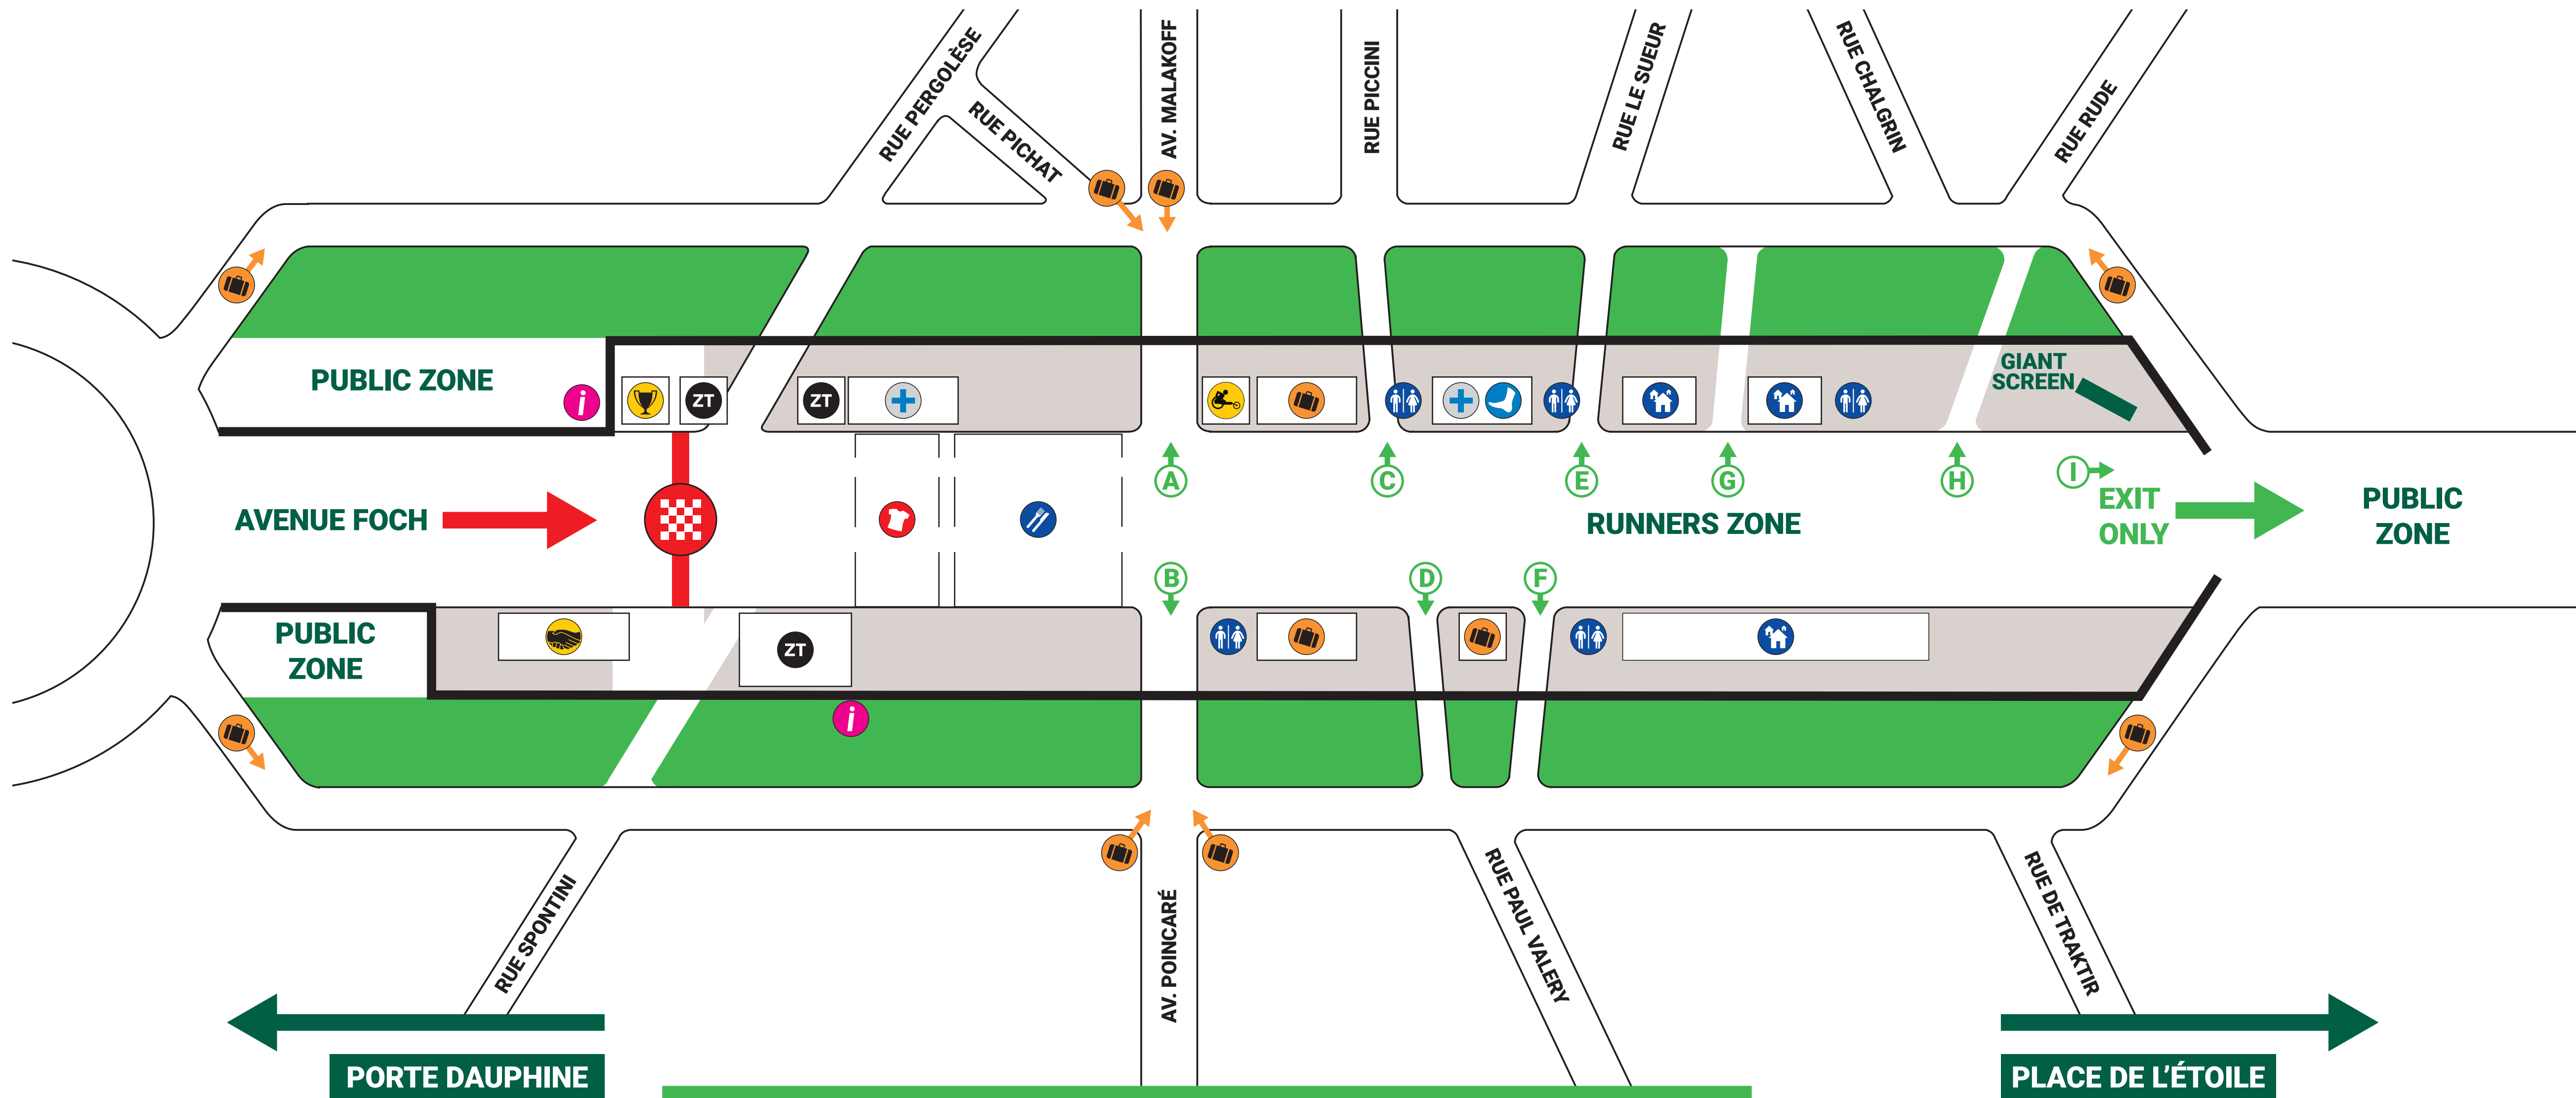 RUE PERGOLÈSE
RUE PICHAT
AV. MALAKOFF
RUE PICCINI
RUE LE SUEUR
RUE CHALGRIN
RUE RUDE
PUBLIC ZONE
i
ZT
ZT
GIANT
SCREEN
A
C
E
G
H
I
AVENUE FOCH
RUNNERS ZONE
EXIT
ONLY
PUBLIC
ZONE
B
D
F
PUBLIC
ZONE
ZT
i
RUE SPONTINI
AV. POINCARÉ
RUE PAUL VALERY
RUE DE TRAKTIR
PORTE DAUPHINE
PLACE DE L'ÉTOILE